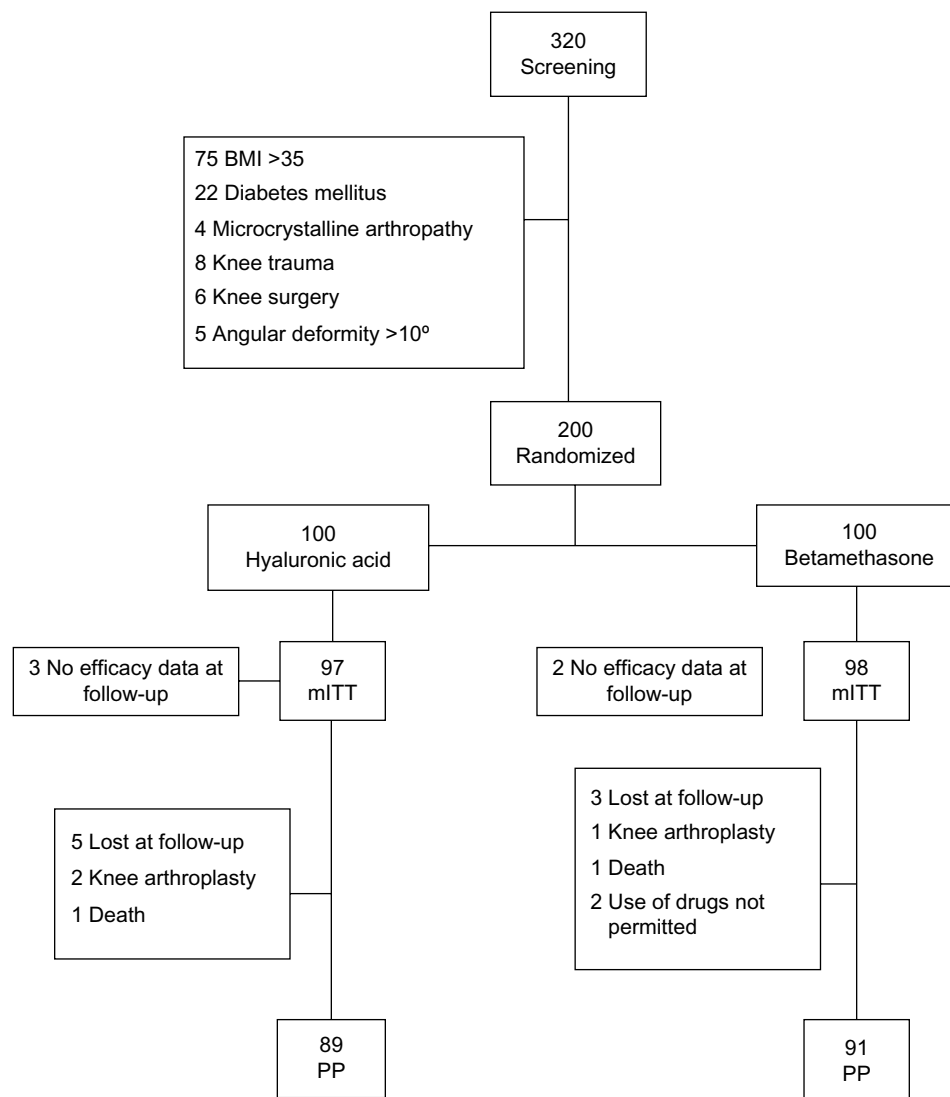 320
Screening
75 BMI >35
22 Diabetes mellitus
4 Microcrystalline arthropathy
8 Knee trauma
6 Knee surgery
5 Angular deformity >10º
200
Randomized
100
Hyaluronic acid
100
Betamethasone
3 No efficacy data at
follow-up
97
mITT
2 No efficacy data at
follow-up
98
mITT
5 Lost at follow-up
2 Knee arthroplasty
1 Death
3 Lost at follow-up
1 Knee arthroplasty
1 Death
2 Use of drugs not
permitted
89
PP
91
PP